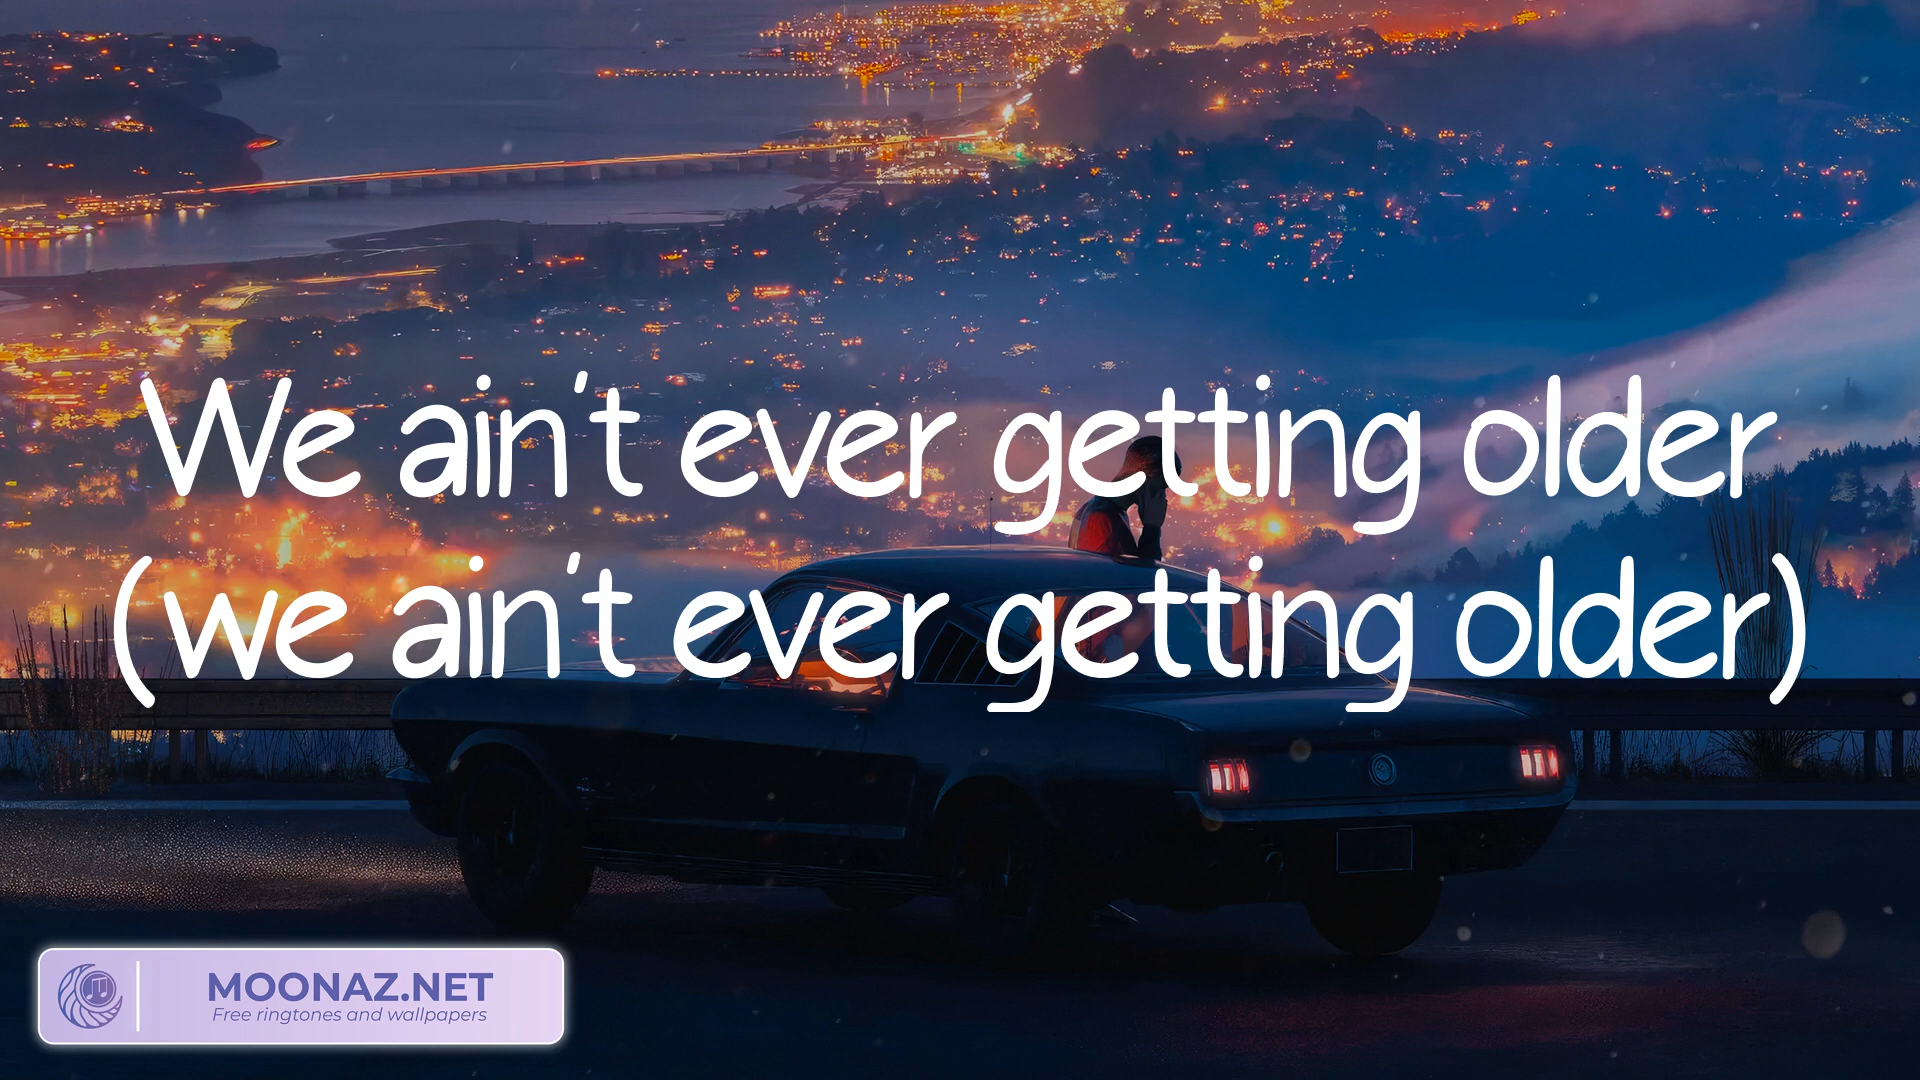 We ain't ever getting older
(we ain't ever getting older)
MOONAZ.NET
Free ringtones and wallpapers